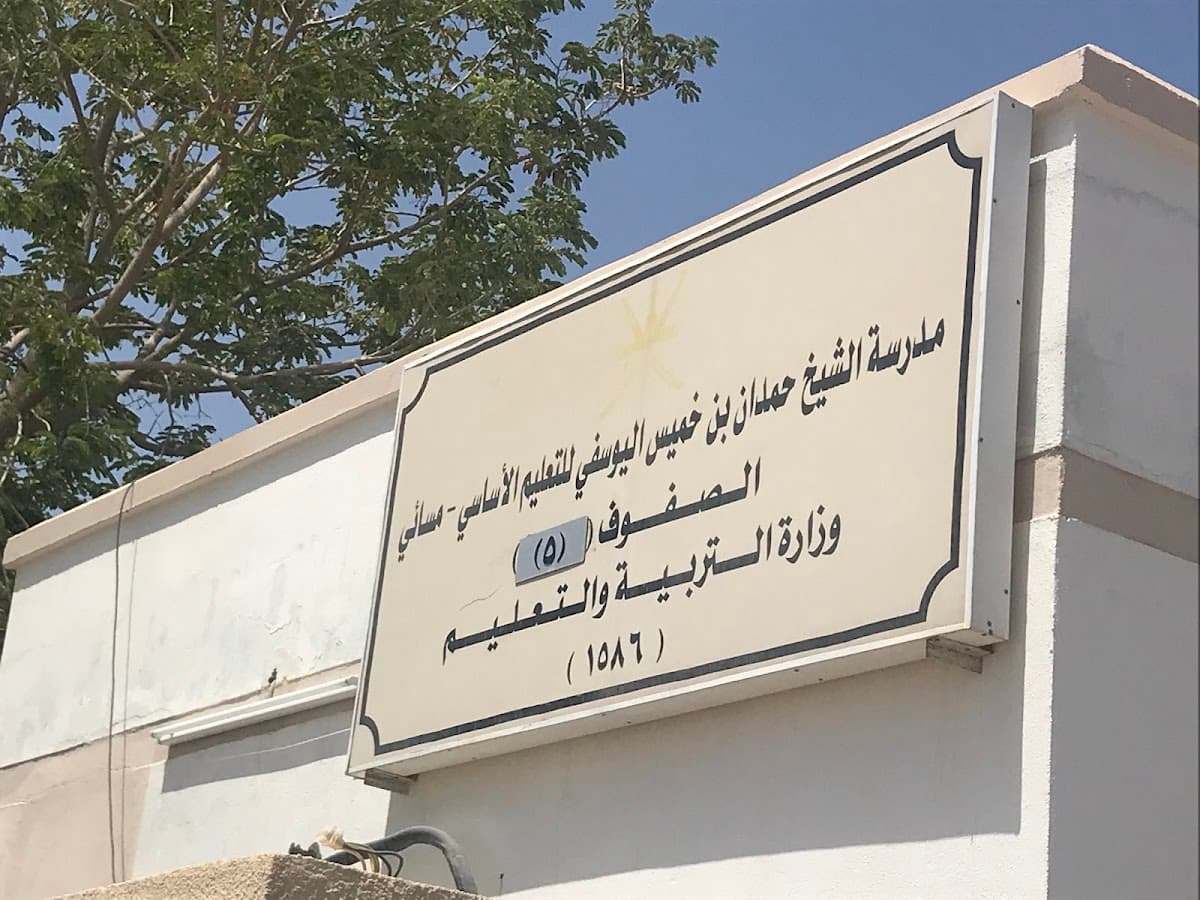 مدرسة الشيخ حمدان بن خميس اليوسفي للتعليم الأساسي - مسائي
الصفوف ( (٥) )
وزارة التربية والتعليم
( ١٥٨٦ )